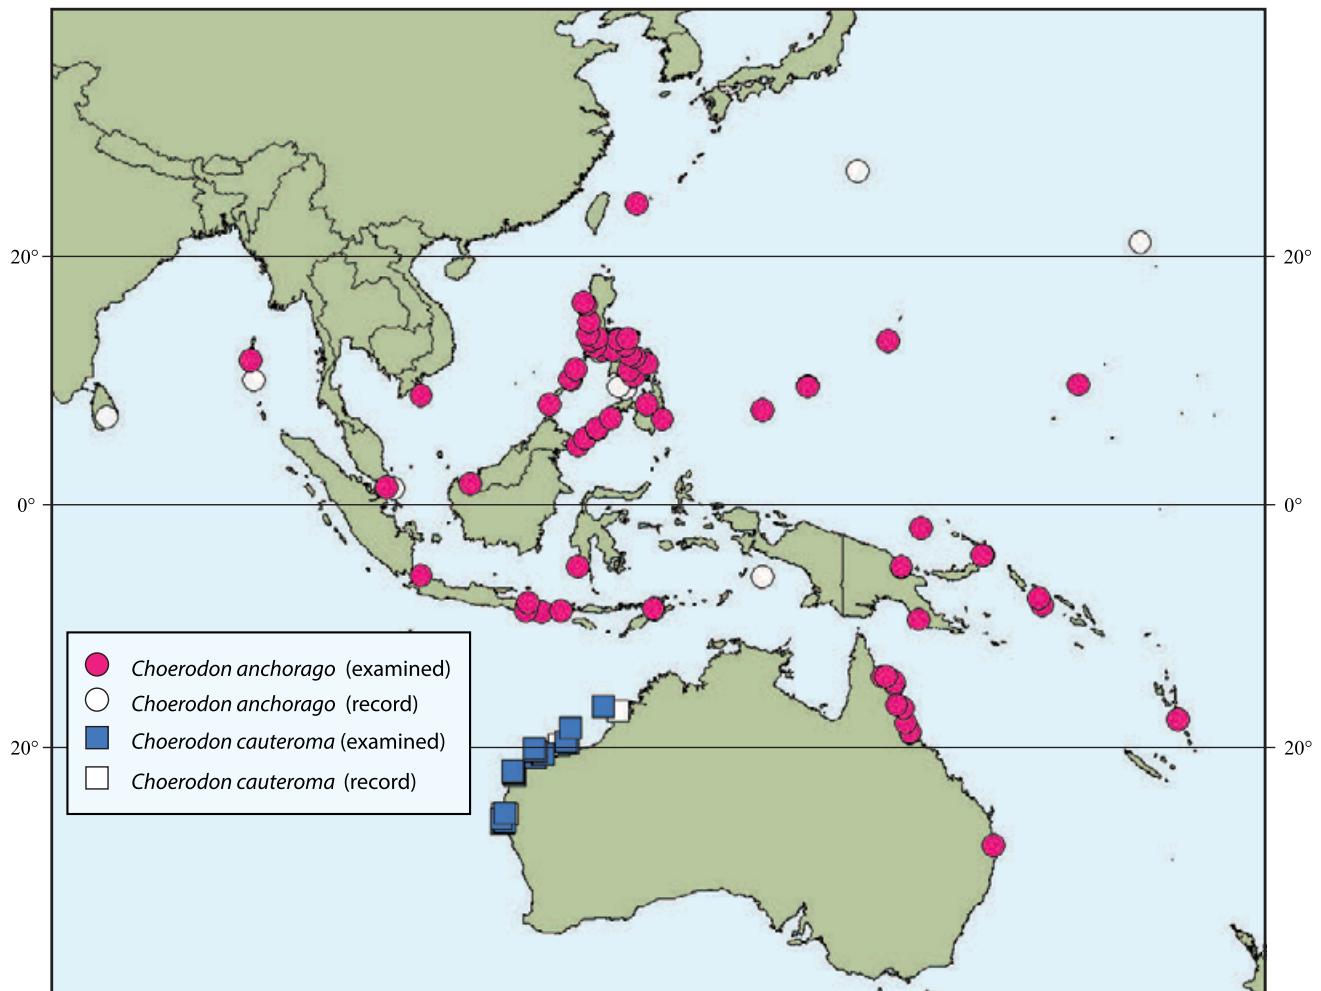 20°
20°
0°
0°
Choerodon anchorago (examined)
Choerodon anchorago (record)
Choerodon cauteroma (examined)
Choerodon cauteroma (record)
20°
20°